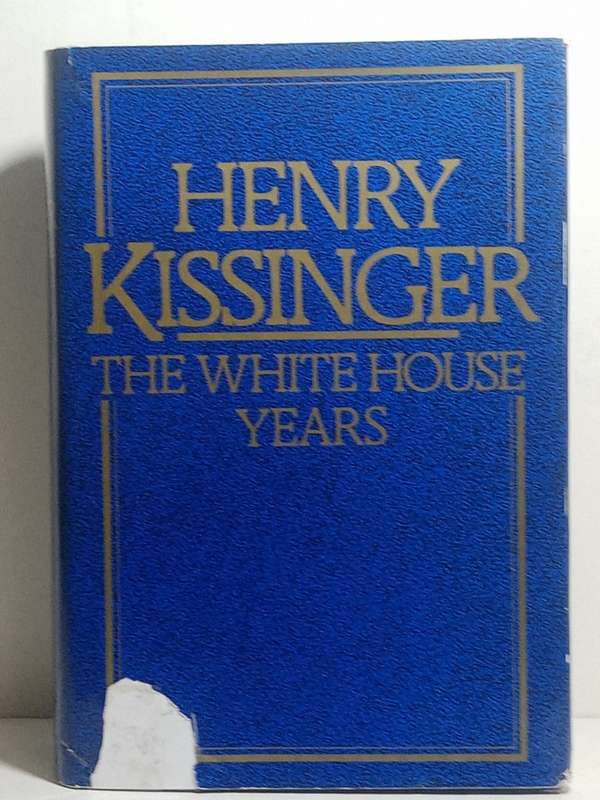 HENRY
KISSINGER
THE WHITE HOUSE
YEARS